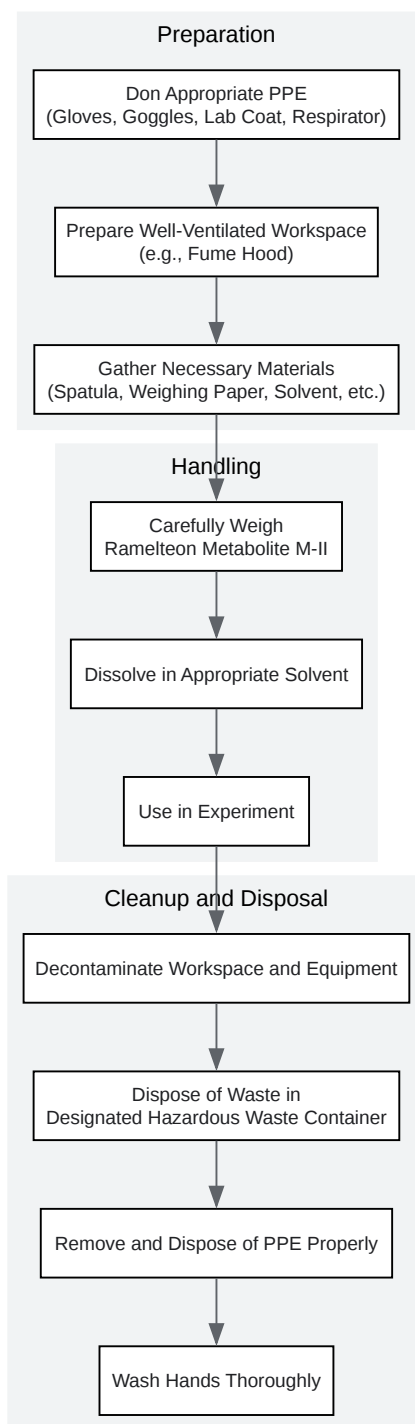 Preparation
Don Appropriate PPE
(Gloves, Goggles, Lab Coat, Respirator)
Prepare Well-Ventilated Workspace
(e.g., Fume Hood)
Gather Necessary Materials
(Spatula, Weighing Paper, Solvent, etc.)
Handling
Carefully Weigh
Ramelteon Metabolite M-II
Dissolve in Appropriate Solvent
Use in Experiment
Cleanup and Disposal
Decontaminate Workspace and Equipment
Dispose of Waste in
Designated Hazardous Waste Container
Remove and Dispose of PPE Properly
Wash Hands Thoroughly